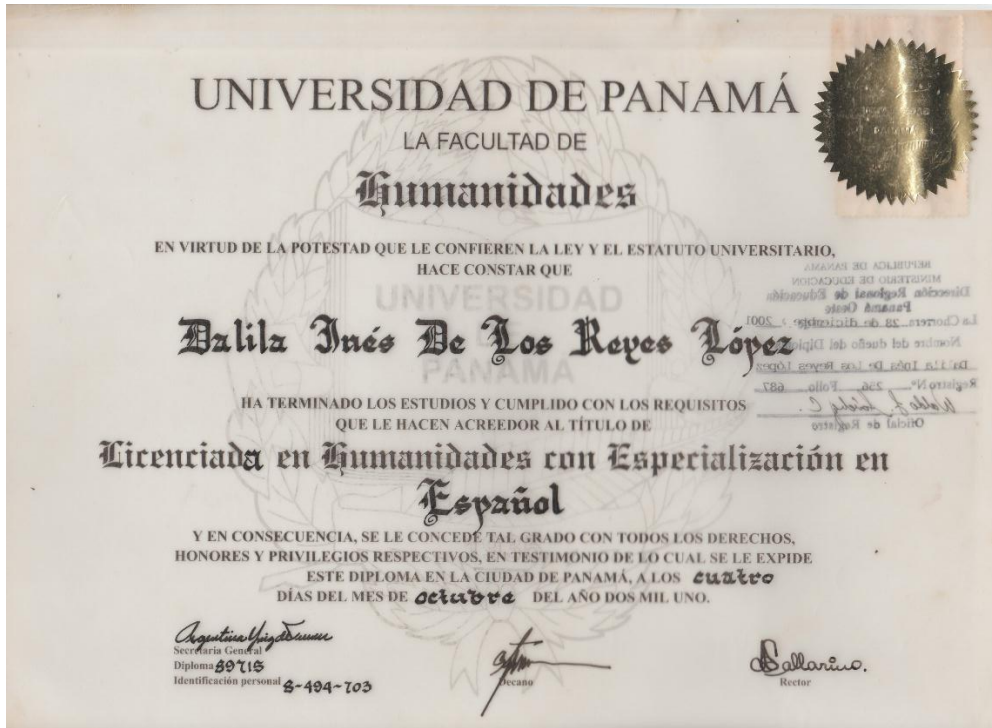 UNIVERSIDAD DE PANAMÁ
LA FACULTAD DE
Humanidades
EN VIRTUD DE LA POTESTAD QUE LE CONFIEREN LA LEY Y EL ESTATUTO UNIVERSITARIO,
HACE CONSTAR QUE
UNIVERSIDAD
PANAMÁ
Dalila Inés De Los Reyes López
HA TERMINADO LOS ESTUDIOS Y CUMPLIDO CON LOS REQUISITOS
QUE LE HACEN ACREEDOR AL TÍTULO DE
Licenciada en Humanidades con Especialización en
Español
Y EN CONSECUENCIA, SE LE CONCEDE TAL GRADO CON TODOS LOS DERECHOS,
HONORES Y PRIVILEGIOS RESPECTIVOS, EN TESTIMONIO DE LO CUAL SE LE EXPIDE
ESTE DIPLOMA EN LA CIUDAD DE PANAMÁ, A LOS cuatro
DÍAS DEL MES DE octubre DEL AÑO DOS MIL UNO.
REPUBLICA DE PANAMA
MINISTERIO DE EDUCACION
Dirección Regional de Educación
Panamá Oeste
La Chorrera 28 de diciembre 2001
Nombre del dueño del Diploma
Dalila Inés De Los Reyes López
Registro Nº 256 Folio 687
Oficial de Registro
Secretaria General
Diploma 89715
Identificación personal 8-494-703
Decano
Rector